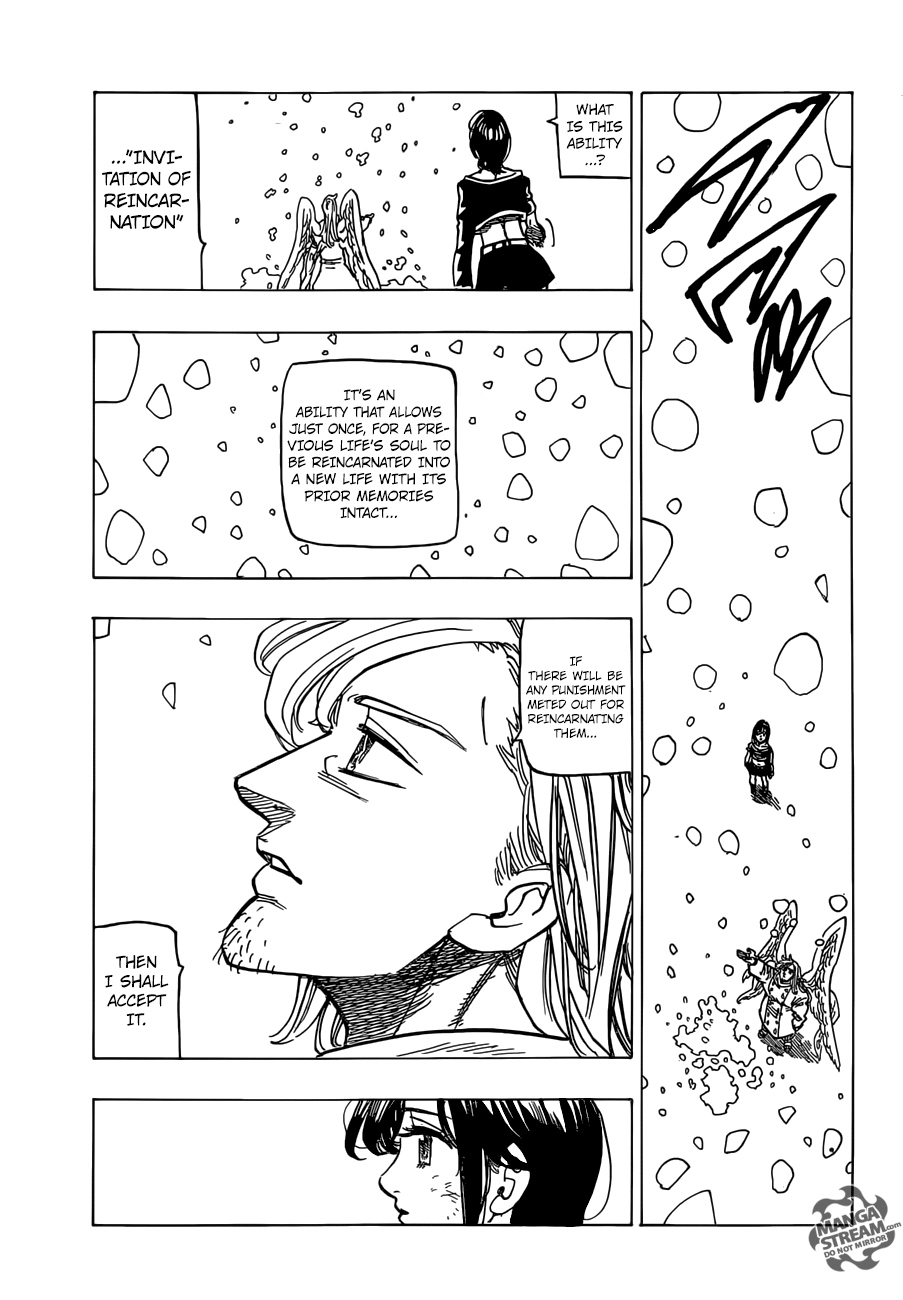 WHAT
IS THIS
ABILITY
...?
..."INVI-
TATION OF
REINCAR-
NATION"
IT'S AN
ABILITY THAT ALLOWS
JUST ONCE, FOR A PRE-
VIOUS LIFE'S SOUL TO
BE REINCARNATED INTO
A NEW LIFE WITH ITS
PRIOR MEMORIES
INTACT...
IF
THERE WILL BE
ANY PUNISHMENT
METED OUT FOR
REINCARNATING
THEM...
THEN
I SHALL
ACCEPT
IT.
MANGA
STREAM.com
DO NOT MIRROR